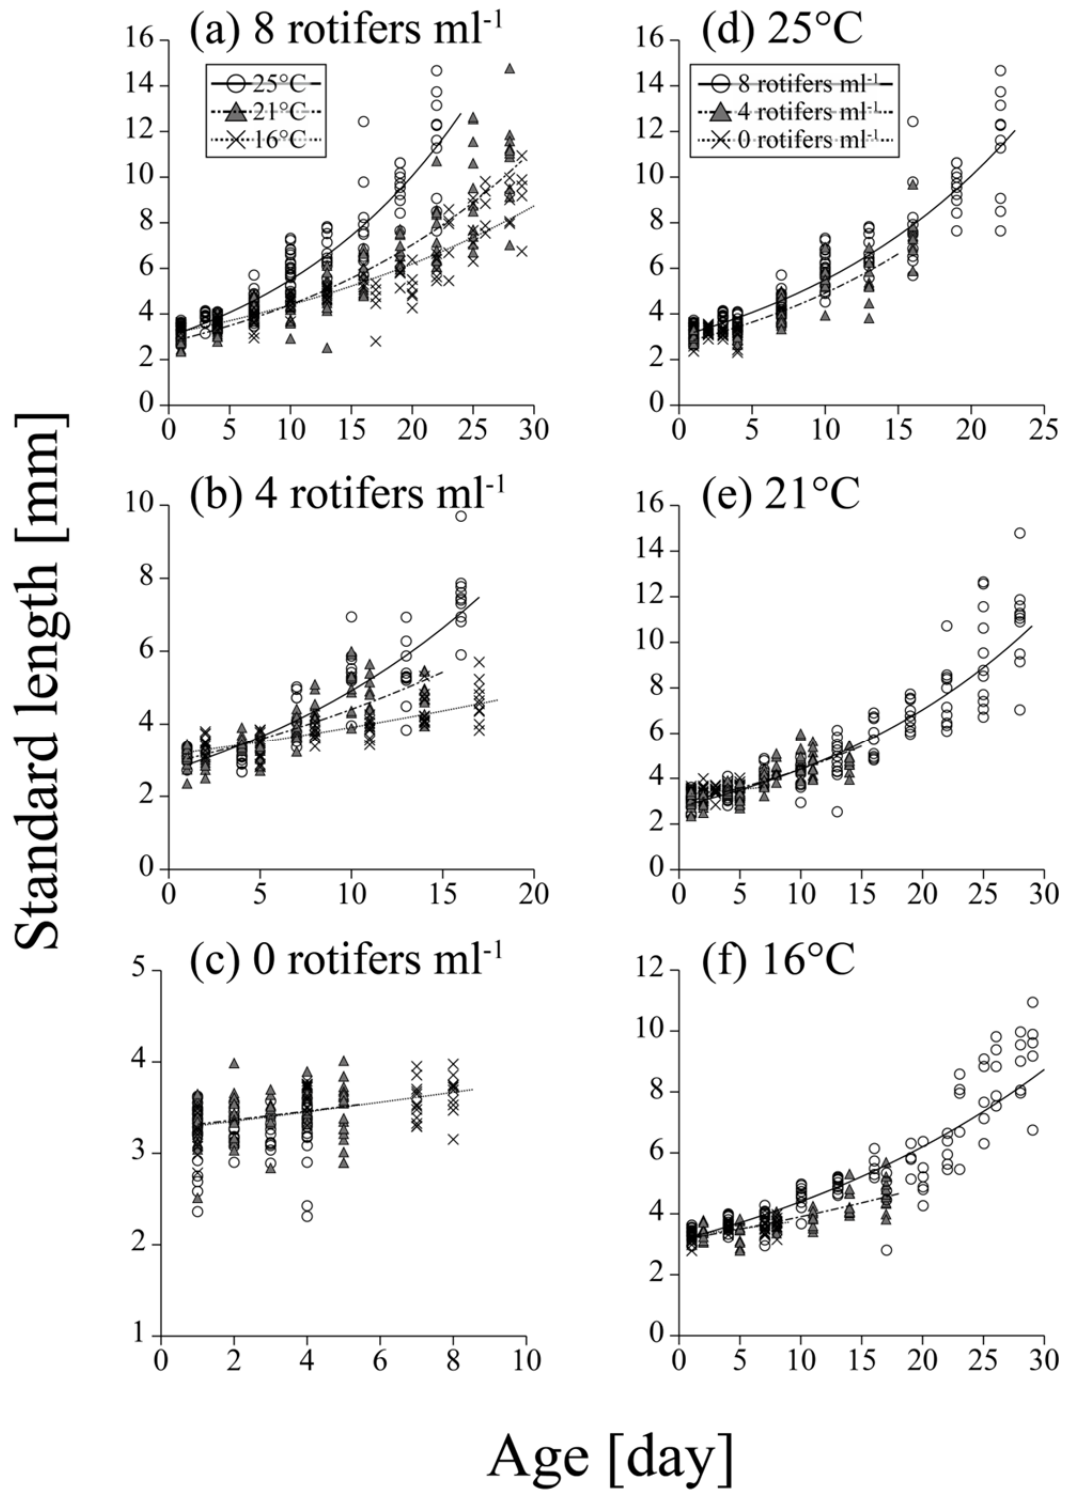 (a) 8 rotifers ml-1
16
14
12
10
8
6
4
2
0
25°C
21°C
16°C
0 5 10 15 20 25 30
(d) 25°C
16
14
12
10
8
6
4
2
0
8 rotifers ml-1
4 rotifers ml-1
0 rotifers ml-1
0 5 10 15 20 25
(b) 4 rotifers ml-1
10
8
6
4
2
0
0 5 10 15 20
(e) 21°C
16
14
12
10
8
6
4
2
0
0 5 10 15 20 25 30
(c) 0 rotifers ml-1
5
4
3
2
1
0 2 4 6 8 10
(f) 16°C
12
10
8
6
4
2
0
0 5 10 15 20 25 30
Standard length [mm]
Age [day]